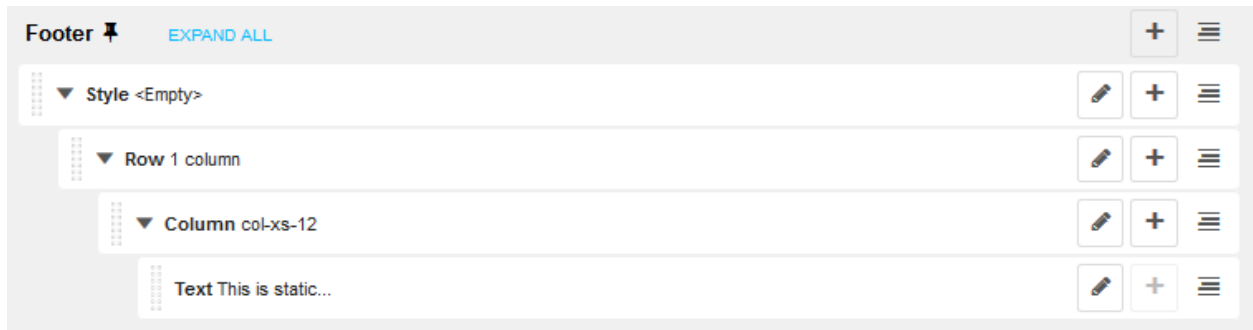 Footer EXPAND ALL
Style <Empty>
Row 1 column
Column col-xs-12
Text This is static...